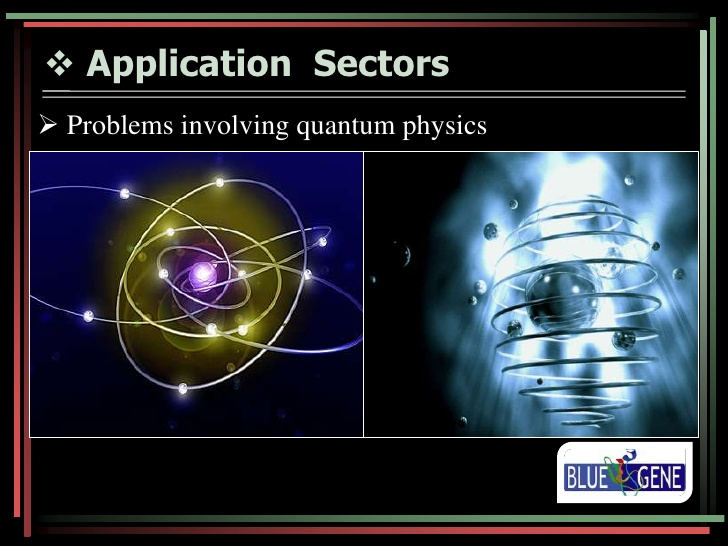 ❖ Application Sectors
➢ Problems involving quantum physics
BLUE GENE